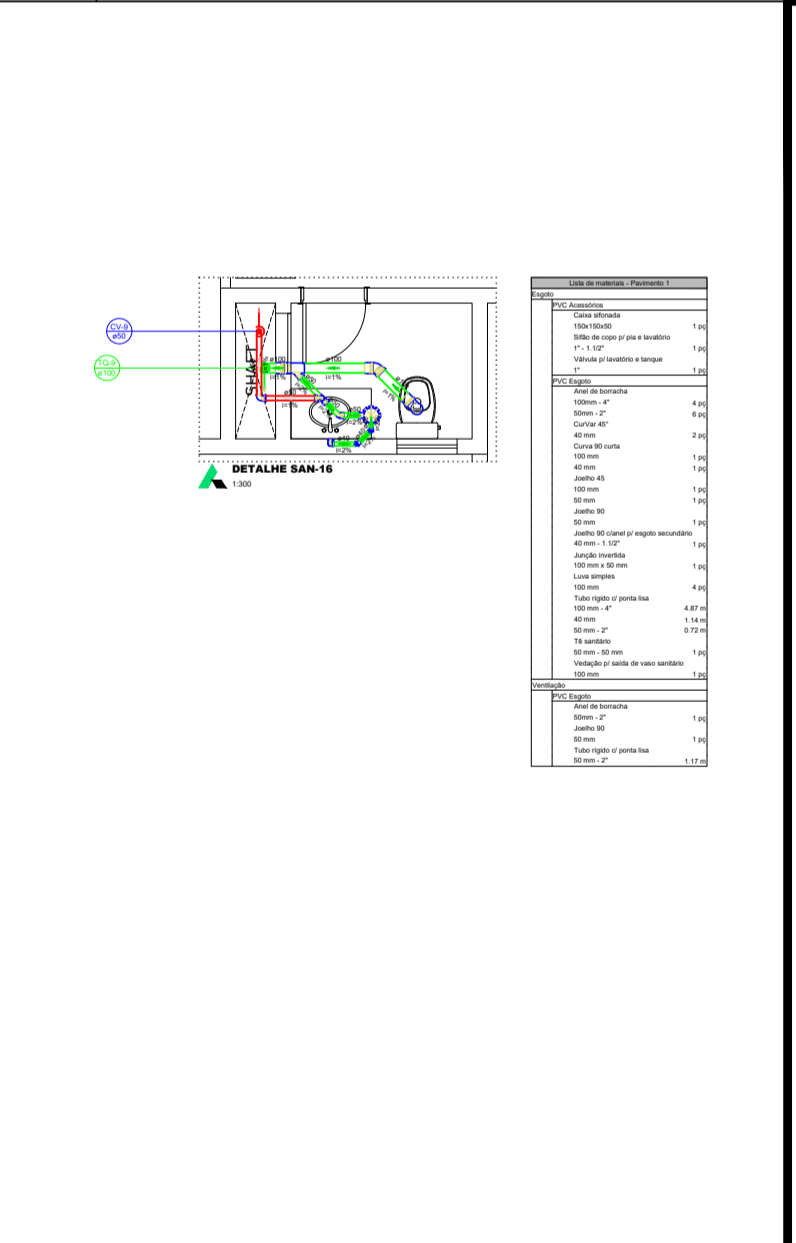 CV-9
ø50
TQ-9
ø100
SHAFT
ø100
i=1%
ø100
i=1%
i=1%
i=1%
ø50
i=2%
ø40
i=2%
DETALHE SAN-16
1:300
Lista de materiais - Pavimento 1
Esgoto
PVC Acessórios
Caixa sifonada
150x150x50 1 pç
Sifão de copo p/ pia e lavatório
1" - 1.1/2" 1 pç
Válvula p/ lavatório e tanque
1" 1 pç
PVC Esgoto
Anel de borracha
100mm - 4" 4 pç
50mm - 2" 6 pç
CurVar 45°
40 mm 2 pç
Curva 90 curta
100 mm 1 pç
40 mm 1 pç
Joelho 45
100 mm 1 pç
50 mm 1 pç
Joelho 90
50 mm 1 pç
Joelho 90 c/anel p/ esgoto secundário
40 mm - 1.1/2" 1 pç
Junção invertida
100 mm x 50 mm 1 pç
Luva simples
100 mm 4 pç
Tubo rígido c/ ponta lisa
100 mm - 4" 4.87 m
40 mm 1.14 m
50 mm - 2" 0.72 m
Tê sanitário
50 mm - 50 mm 1 pç
Vedação p/ saída de vaso sanitário
100 mm 1 pç
Ventilação
PVC Esgoto
Anel de borracha
50mm - 2" 1 pç
Joelho 90
50 mm 1 pç
Tubo rígido c/ ponta lisa
50 mm - 2" 1.17 m